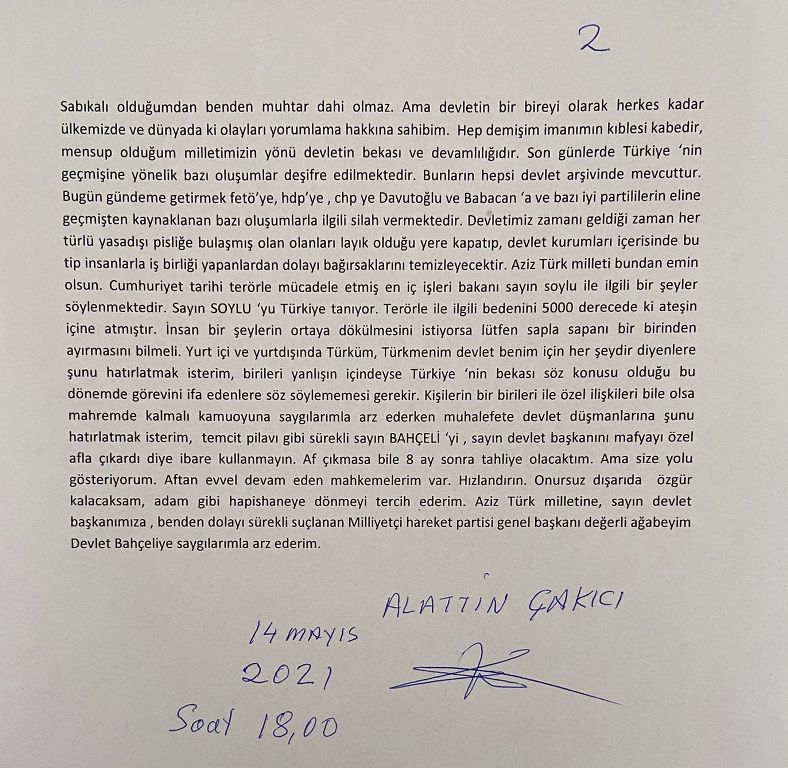 2
Sabıkalı olduğumdan benden muhtar dahi olmaz. Ama devletin bir bireyi olarak herkes kadar
ülkemizde ve dünyada ki olayları yorumlama hakkına sahibim. Hep demişim imanımın kıblesi kabedir,
mensup olduğum milletimizin yönü devletin bekası ve devamlılığıdır. Son günlerde Türkiye ‘nin
geçmişine yönelik bazı oluşumlar deşifre edilmektedir. Bunların hepsi devlet arşivinde mevcuttur.
Bugün gündeme getirmek fetö’ye, hdp’ye , chp ye Davutoğlu ve Babacan ‘a ve bazı iyi partililerin eline
geçmişten kaynaklanan bazı oluşumlarla ilgili silah vermektedir. Devletimiz zamanı geldiği zaman her
türlü yasadışı pisliğe bulaşmış olan olanları layık olduğu yere kapatıp, devlet kurumları içerisinde bu
tip insanlarla iş birliği yapanlardan dolayı bağırsaklarını temizleyecektir. Aziz Türk milleti bundan emin
olsun. Cumhuriyet tarihi terörle mücadele etmiş en iç işleri bakanı sayın soylu ile ilgili bir şeyler
söylenmektedir. Sayın SOYLU ‘yu Türkiye tanıyor. Terörle ile ilgili bedenini 5000 derecede ki ateşin
içine atmıştır. İnsan bir şeylerin ortaya dökülmesini istiyorsa lütfen sapla sapanı bir birinden
ayırmasını bilmeli. Yurt içi ve yurtdışında Türküm, Türkmenim devlet benim için her şeydir diyenlere
şunu hatırlatmak isterim, birileri yanlışın içindeyse Türkiye ‘nin bekası söz konusu olduğu bu
dönemde görevini ifa edenlere söz söylememesi gerekir. Kişilerin bir birileri ile özel ilişkileri bile olsa
mahremde kalmalı kamuoyuna saygılarımla arz ederken muhalefete devlet düşmanlarına şunu
hatırlatmak isterim, temcit pilavı gibi sürekli sayın BAHÇELİ ‘yi , sayın devlet başkanını mafyayı özel
afla çıkardı diye ibare kullanmayın. Af çıkmasa bile 8 ay sonra tahliye olacaktım. Ama size yolu
gösteriyorum. Aftan evvel devam eden mahkemelerim var. Hızlandırın. Onursuz dışarıda özgür
kalacaksam, adam gibi hapishaneye dönmeyi tercih ederim. Aziz Türk milletine, sayın devlet
başkanımıza , benden dolayı sürekli suçlanan Milliyetçi hareket partisi genel başkanı değerli ağabeyim
Devlet Bahçeliye saygılarımla arz ederim.
ALATTİN ÇAKICI
14 MAYIS
2021
Saat 18,00